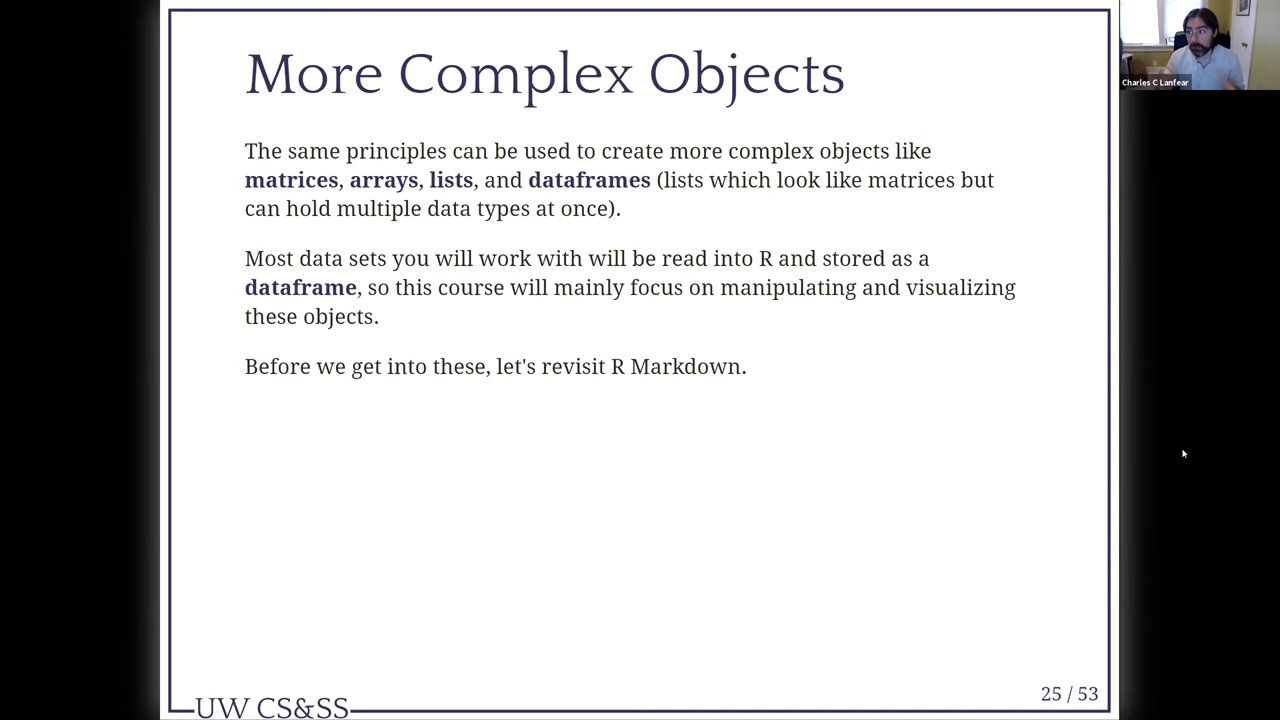 More Complex Objects
Charles C Lanfear
The same principles can be used to create more complex objects like
matrices, arrays, lists, and dataframes (lists which look like matrices but
can hold multiple data types at once).
Most data sets you will work with will be read into R and stored as a
dataframe, so this course will mainly focus on manipulating and visualizing
these objects.
Before we get into these, let's revisit R Markdown.
25 / 53
UW CS&SS